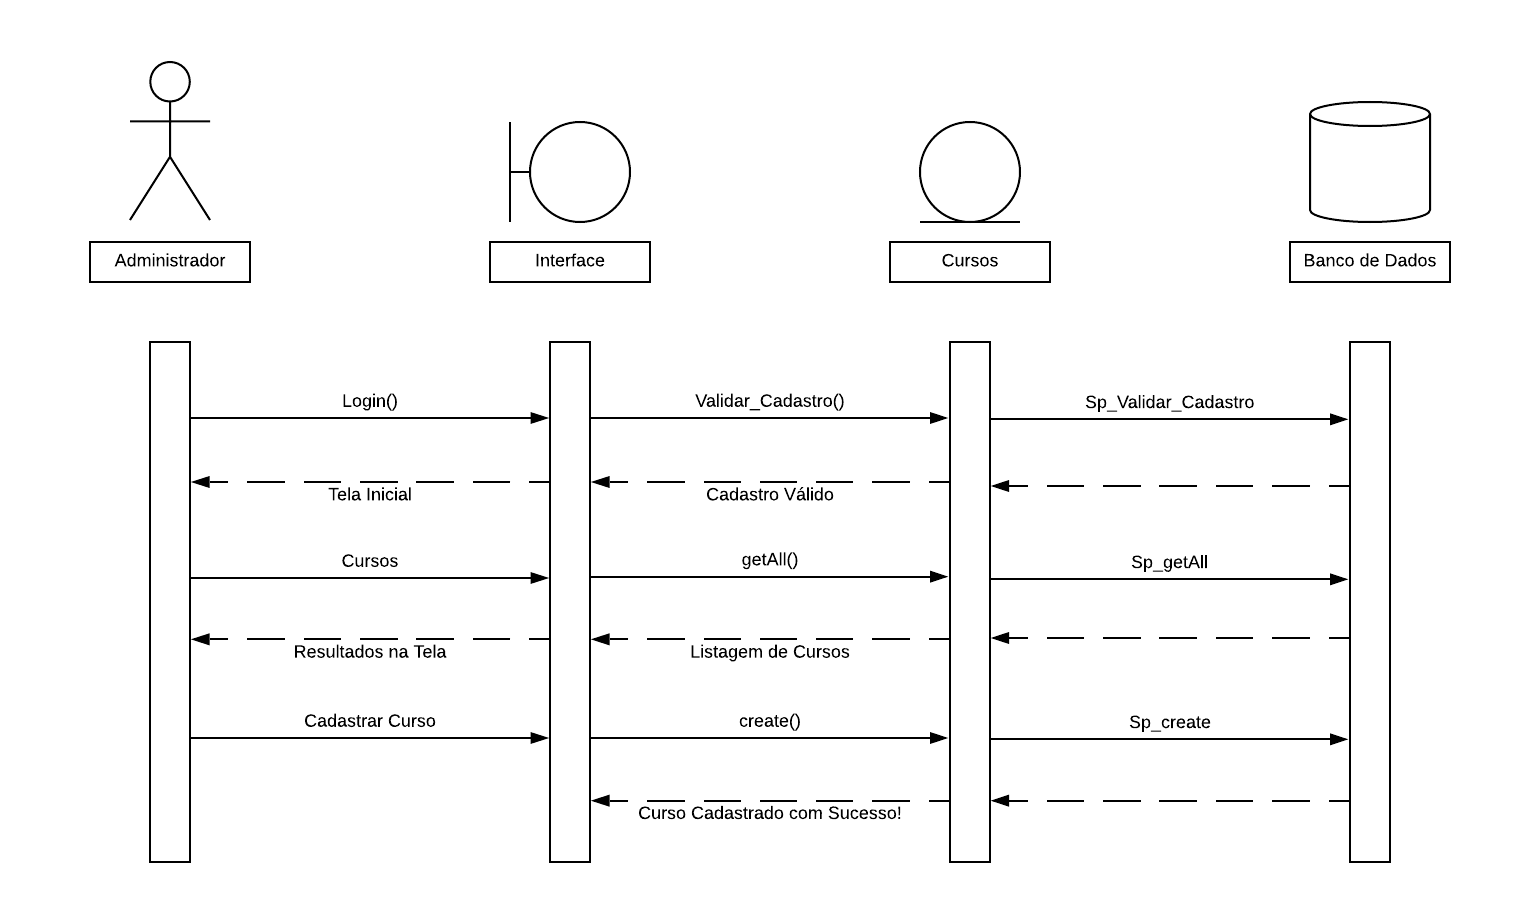 Administrador
Interface
Cursos
Banco de Dados
Login()
Validar_Cadastro()
Sp_Validar_Cadastro
Tela Inicial
Cadastro Válido
Cursos
getAll()
Sp_getAll
Resultados na Tela
Listagem de Cursos
Cadastrar Curso
create()
Sp_create
Curso Cadastrado com Sucesso!